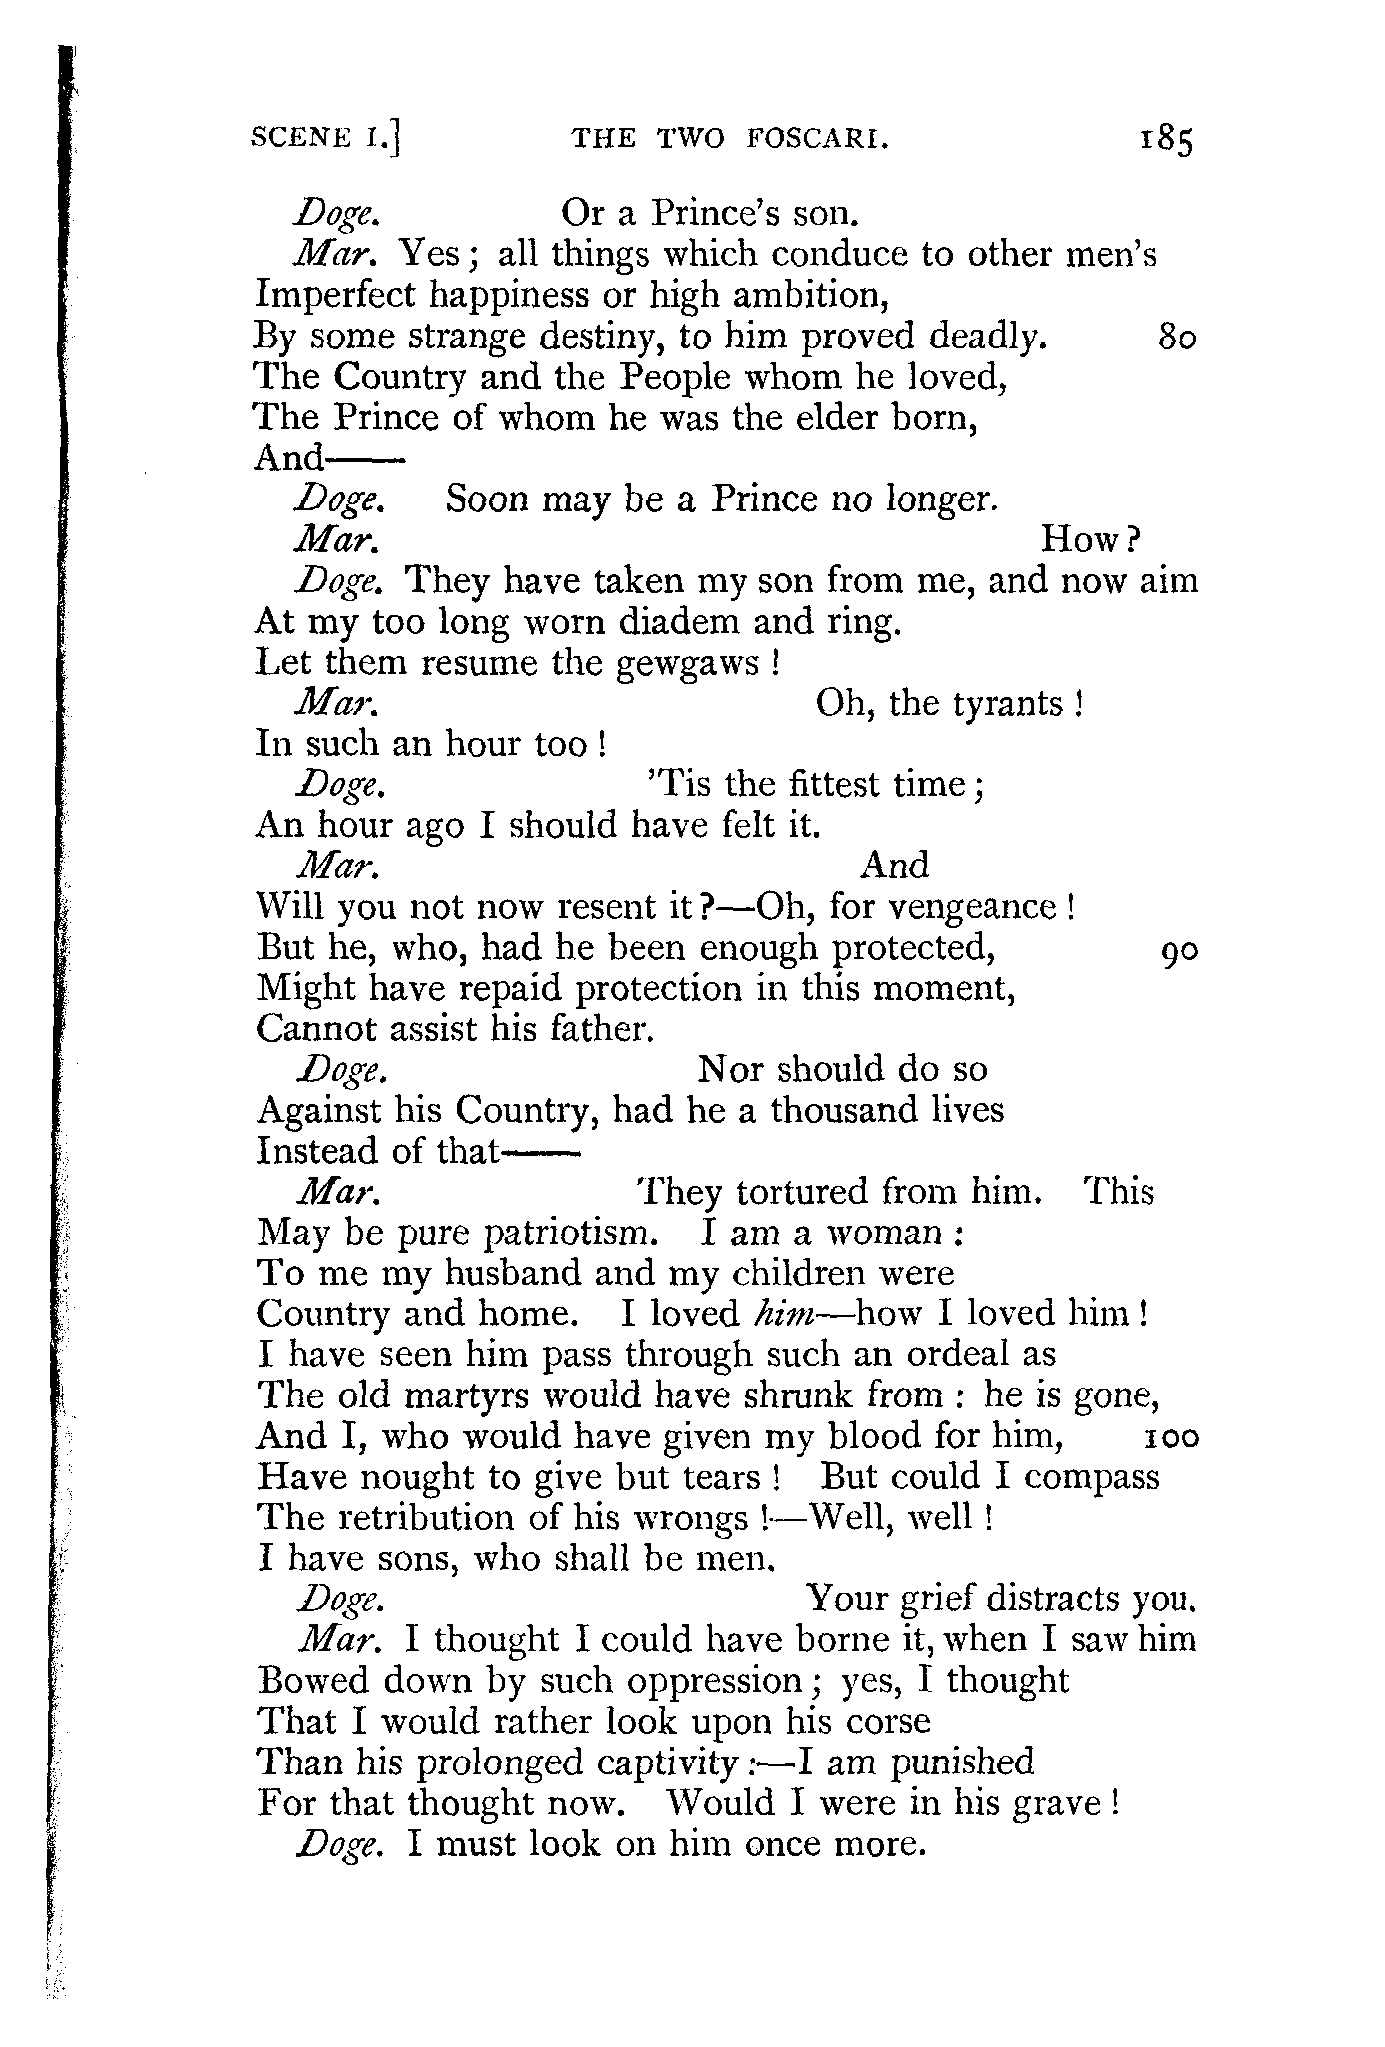 SCENE I.] THE TWO FOSCARI. 185
Doge. Or a Prince's son.
Mar. Yes; all things which conduce to other men's
Imperfect happiness or high ambition,
By some strange destiny, to him proved deadly. 80
The Country and the People whom he loved,
The Prince of whom he was the elder born,
And——
Doge. Soon may be a Prince no longer.
Mar. How?
Doge. They have taken my son from me, and now aim
At my too long worn diadem and ring.
Let them resume the gewgaws!
Mar. Oh, the tyrants!
In such an hour too!
Doge. 'Tis the fittest time;
An hour ago I should have felt it.
Mar. And
Will you not now resent it?—Oh, for vengeance!
But he, who, had he been enough protected, 90
Might have repaid protection in this moment,
Cannot assist his father.
Doge. Nor should do so
Against his Country, had he a thousand lives
Instead of that——
Mar. They tortured from him. This
May be pure patriotism. I am a woman:
To me my husband and my children were
Country and home. I loved him—how I loved him!
I have seen him pass through such an ordeal as
The old martyrs would have shrunk from: he is gone,
And I, who would have given my blood for him, 100
Have nought to give but tears! But could I compass
The retribution of his wrongs!—Well, well!
I have sons, who shall be men.
Doge. Your grief distracts you.
Mar. I thought I could have borne it, when I saw him
Bowed down by such oppression; yes, I thought
That I would rather look upon his corse
Than his prolonged captivity:—I am punished
For that thought now. Would I were in his grave!
Doge. I must look on him once more.